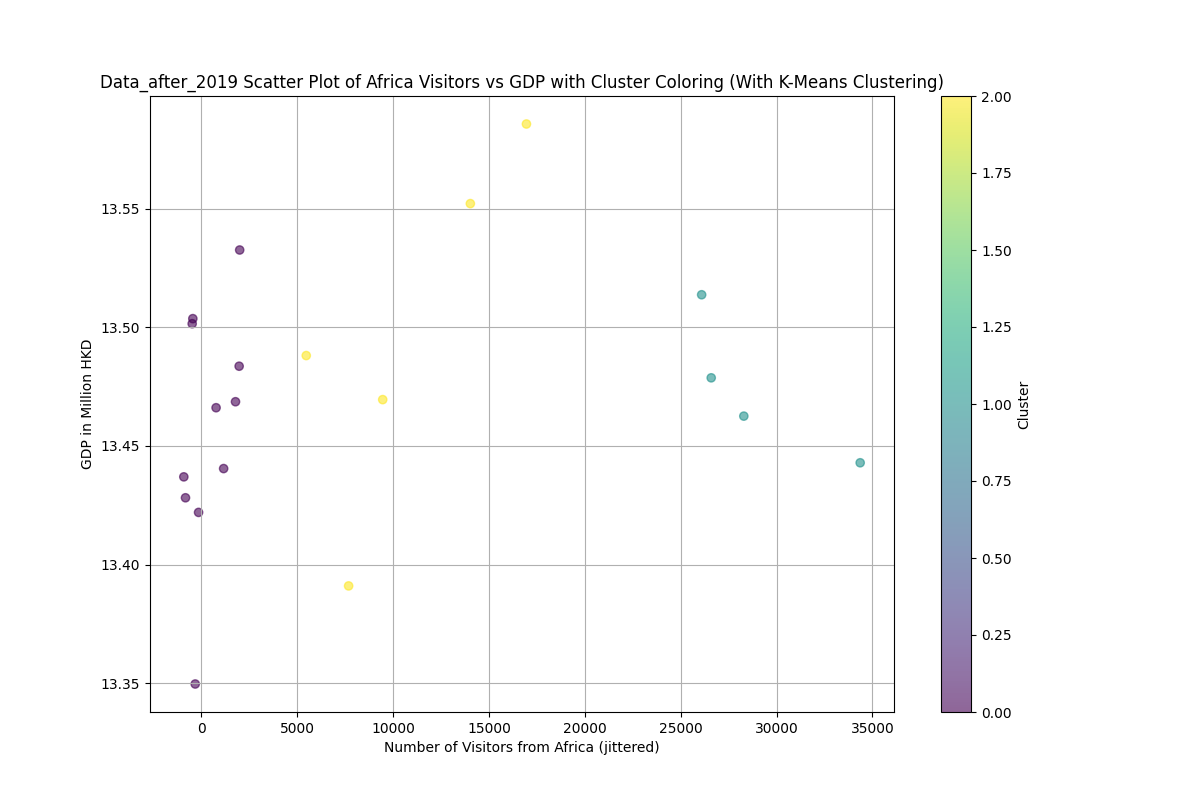 Data_after_2019 Scatter Plot of Africa Visitors vs GDP with Cluster Coloring (With K-Means Clustering)
GDP in Million HKD
13.55
13.50
13.45
13.40
13.35
0 5000 10000 15000 20000 25000 30000 35000
Number of Visitors from Africa (jittered)
2.00
1.75
1.50
1.25
1.00
0.75
0.50
0.25
0.00
Cluster